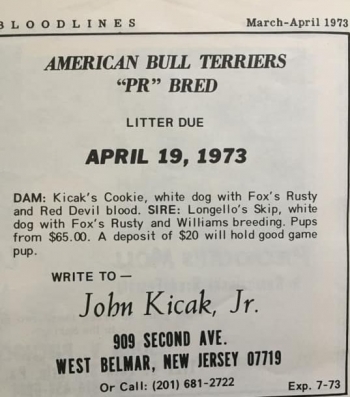 BLOODLINES
March-April 1973
AMERICAN BULL TERRIERS
"PR" BRED
LITTER DUE
APRIL 19, 1973
DAM: Kicak's Cookie, white dog with Fox's Rusty
and Red Devil blood. SIRE: Longello's Skip, white
dog with Fox's Rusty and Williams breeding. Pups
from $65.00. A deposit of $20 will hold good game
pup.
WRITE TO —
John Kicak, Jr.
909 SECOND AVE.
WEST BELMAR, NEW JERSEY 07719
Or Call: (201) 681-2722
Exp. 7-73